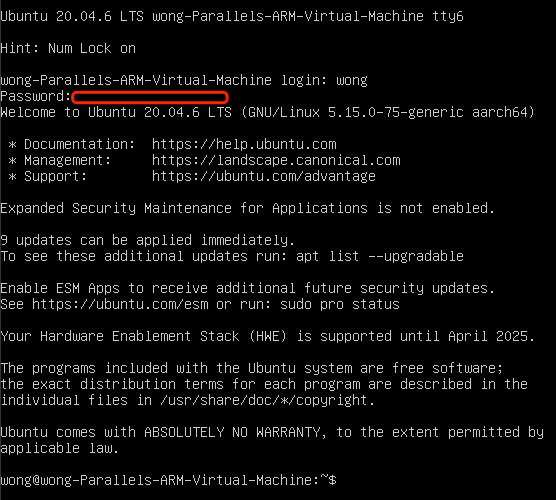 Ubuntu 20.04.6 LTS wong-Parallels-ARM-Virtual-Machine tty6
Hint: Num Lock on
wong-Parallels-ARM-Virtual-Machine login: wong
Password:
Welcome to Ubuntu 20.04.6 LTS (GNU/Linux 5.15.0-75-generic aarch64)
* Documentation:  https://help.ubuntu.com
* Management:     https://landscape.canonical.com
* Support:        https://ubuntu.com/advantage
Expanded Security Maintenance for Applications is not enabled.
9 updates can be applied immediately.
To see these additional updates run: apt list --upgradable
Enable ESM Apps to receive additional future security updates.
See https://ubuntu.com/esm or run: sudo pro status
Your Hardware Enablement Stack (HWE) is supported until April 2025.
The programs included with the Ubuntu system are free software;
the exact distribution terms for each program are described in the
individual files in /usr/share/doc/*/copyright.
Ubuntu comes with ABSOLUTELY NO WARRANTY, to the extent permitted by
applicable law.
wong@wong-Parallels-ARM-Virtual-Machine:~$